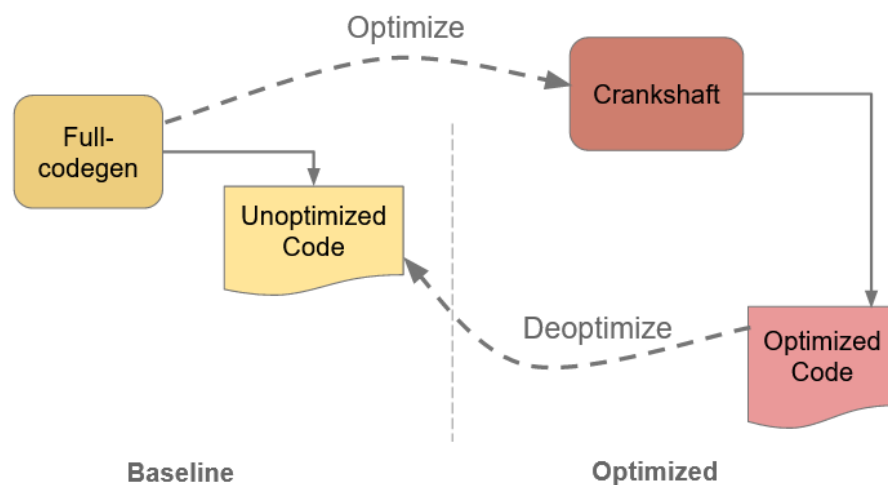 Optimize
Crankshaft
Full-
codegen
Unoptimized
Code
Deoptimize
Optimized
Code
Baseline
Optimized